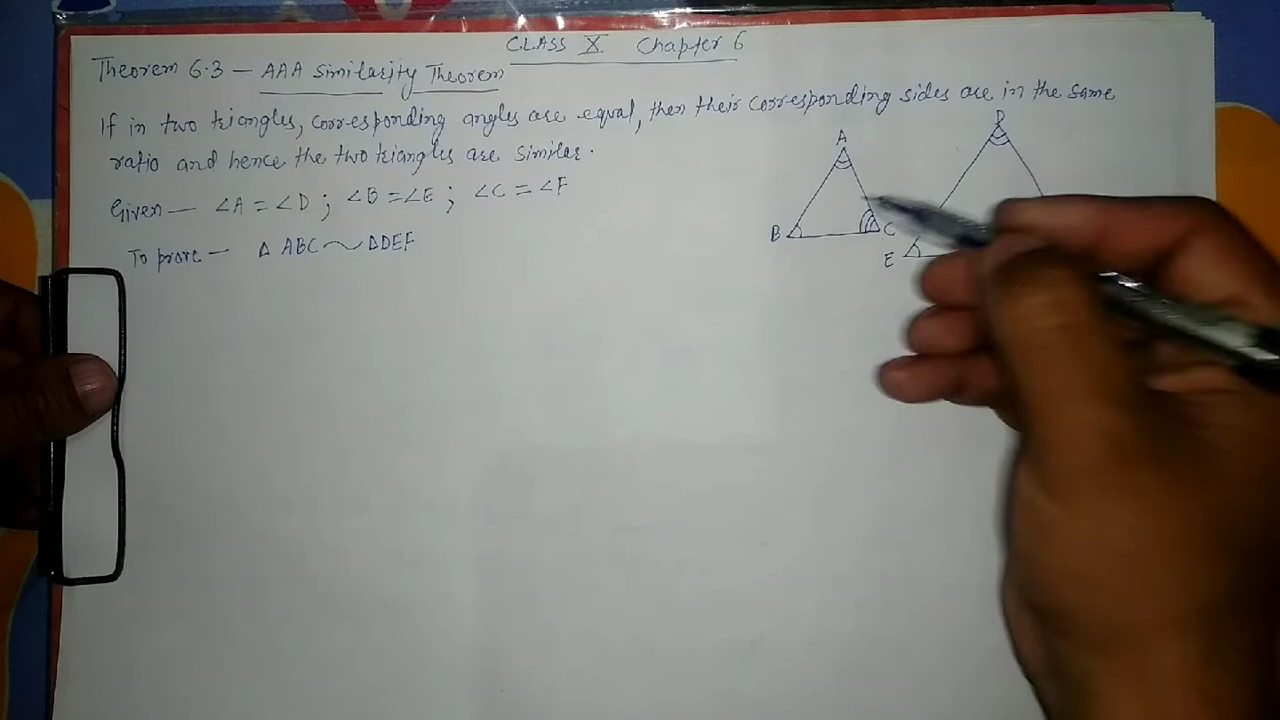 CLASS X Chapter 6
Theorem 6.3 — AAA Similarity Theorem
If in two triangles, corresponding angles are equal, then their corresponding sides are in the same
ratio and hence the two triangles are similar.
Given — ∠A = ∠D ; ∠B = ∠E ; ∠C = ∠F
To prove — Δ ABC ~ ΔDEF
A
D
B
C
E